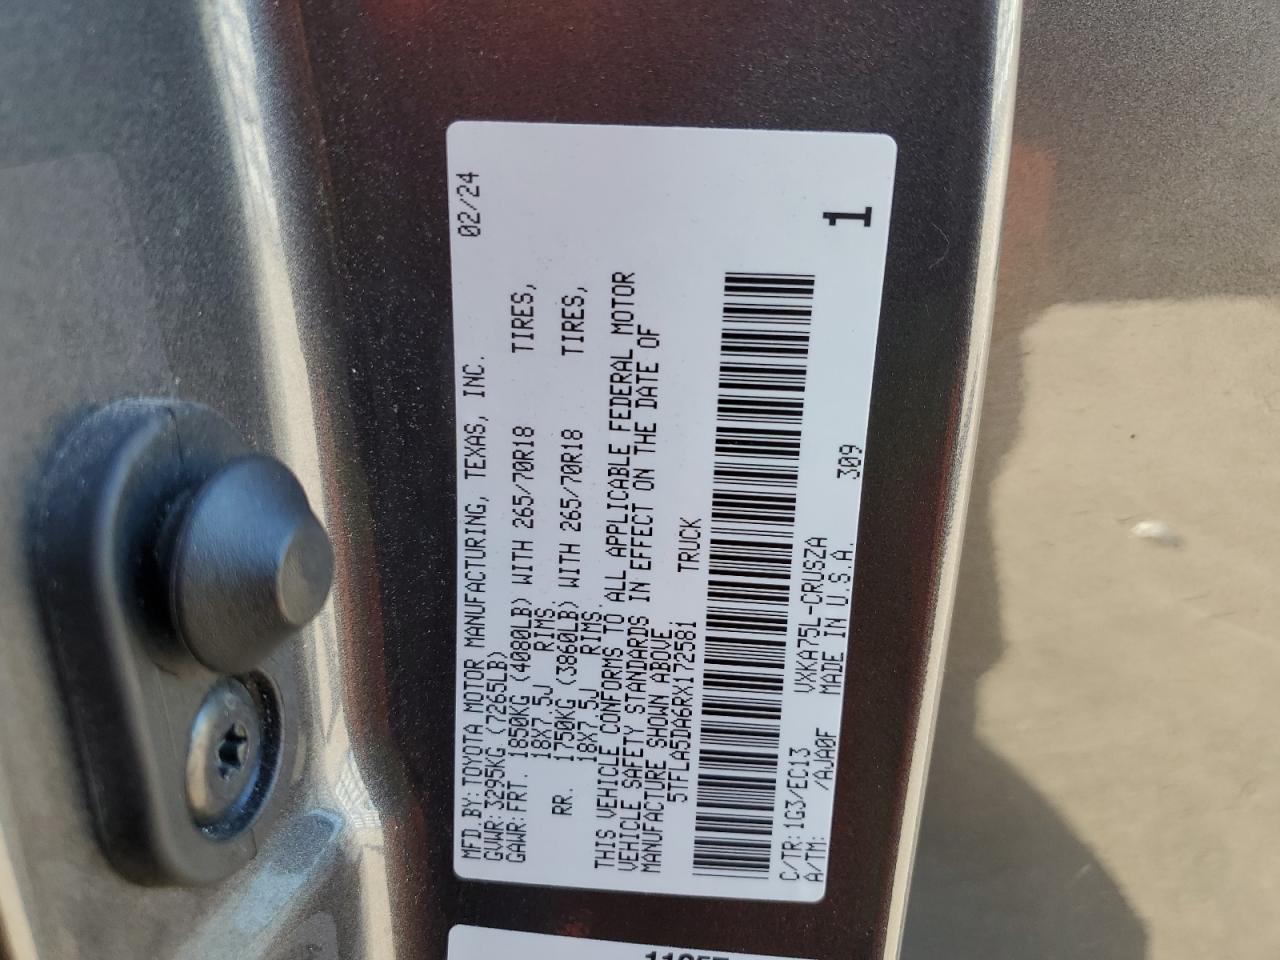 MFD.BY:TOYOTA MOTOR MANUFACTURING, TEXAS, INC. 02/24
GVWR:3295KG (7265LB)
GAWR:FRT. 1850KG (4080LB) WITH 265/70R18 TIRES,
18X7.5J RIMS,
RR. 1750KG (3860LB) WITH 265/70R18 TIRES,
18X7.5J RIMS.
THIS VEHICLE CONFORMS TO ALL APPLICABLE FEDERAL MOTOR
VEHICLE SAFETY STANDARDS IN EFFECT ON THE DATE OF
MANUFACTURE SHOWN ABOVE
5TFLA5DA6RX172581 TRUCK
C/TR:1G3/EC13 VXKA75L-CRUSZA 309
A/TM: /AJA0F MADE IN U.S.A.
1